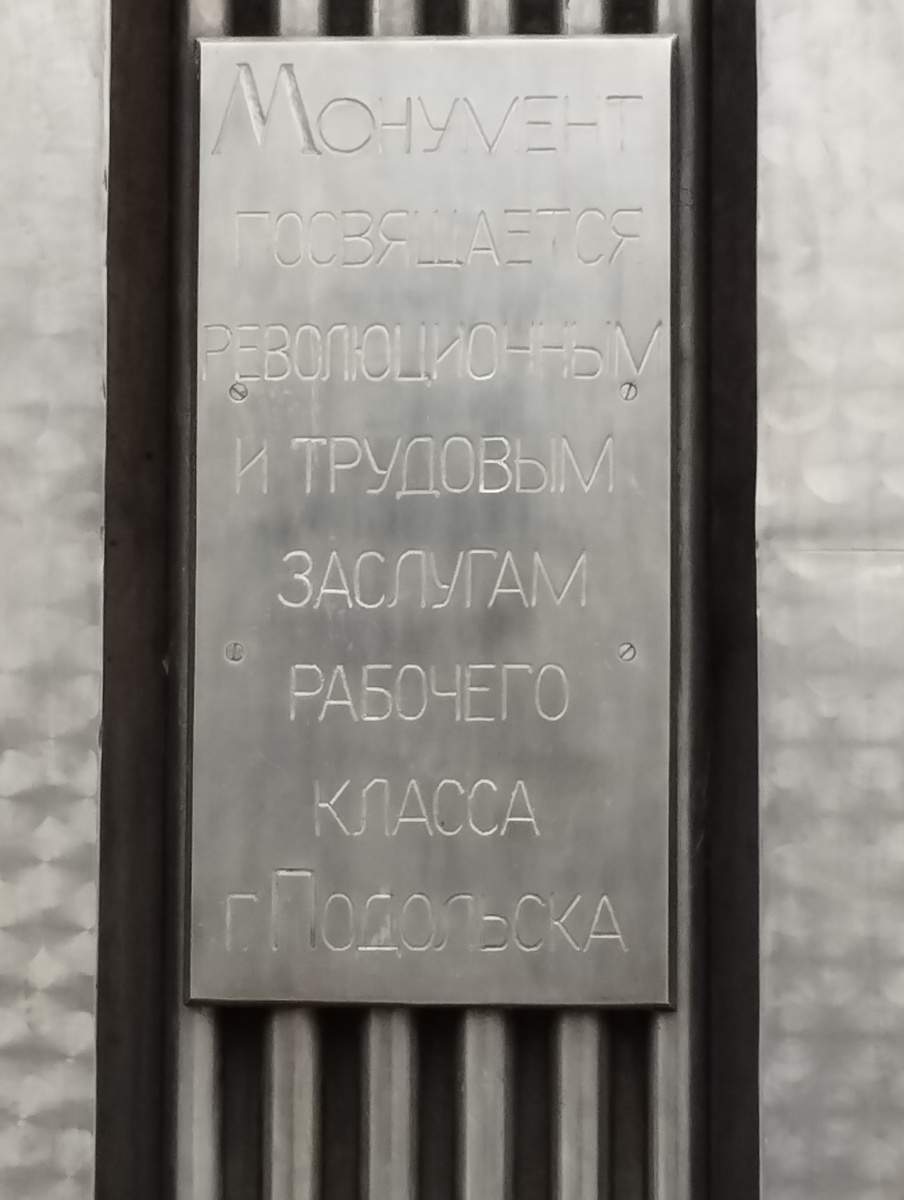 Монумент
ПОСВЯЩАЕТСЯ
РЕВОЛЮЦИОННЫМ
И ТРУДОВЫМ
ЗАСЛУГАМ
РАБОЧЕГО
КЛАССА
г. Подольска